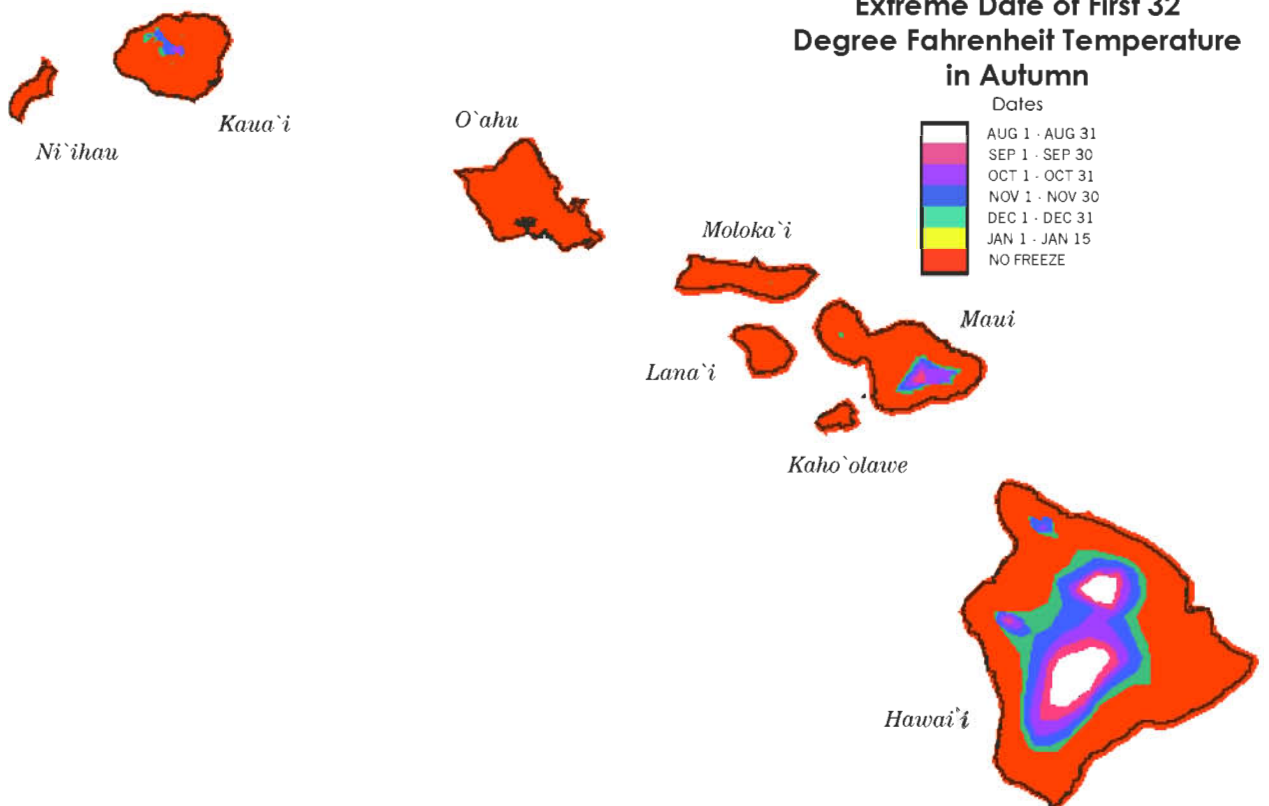 Extreme Date of First 32
Degree Fahrenheit Temperature
in Autumn
Dates
AUG 1 - AUG 31
SEP 1 - SEP 30
OCT 1 - OCT 31
NOV 1 - NOV 30
DEC 1 - DEC 31
JAN 1 - JAN 15
NO FREEZE
Ni`ihau
Kaua`i
O`ahu
Moloka`i
Maui
Lana`i
Kaho`olawe
Hawai`i